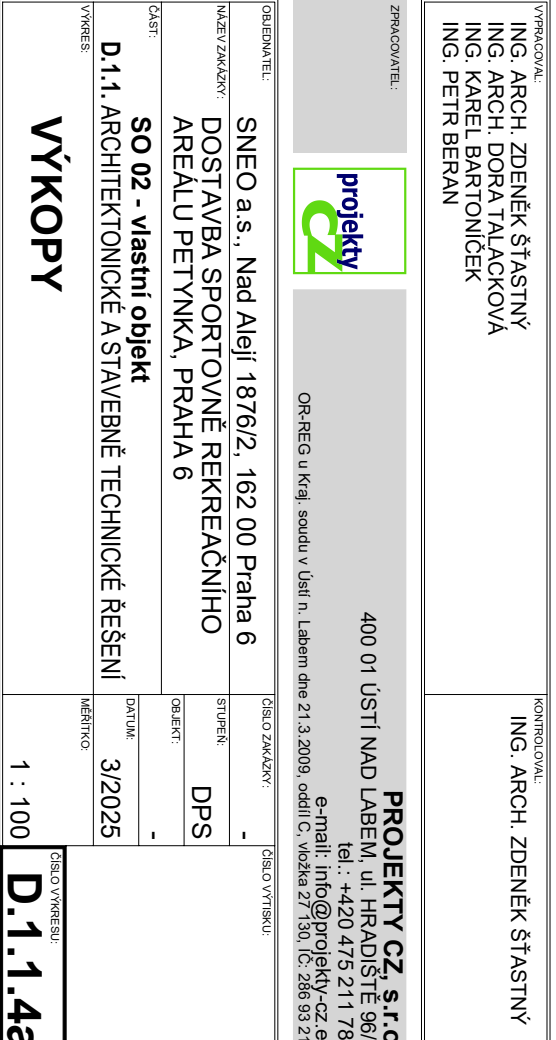 VYPRACOVAL:
ING. ARCH. ZDENĚK ŠŤASTNÝ
ING. ARCH. DORA TALACKOVÁ
ING. KAREL BARTONÍČEK
ING. PETR BERAN
KONTROLOVAL:
ING. ARCH. ZDENĚK ŠŤASTNÝ
ZPRACOVATEL:
projekty
CZ
PROJEKTY CZ, s.r.o
400 01 ÚSTÍ NAD LABEM, ul. HRADIŠTĚ 96/
tel.: +420 475 211 78
e-mail: info@projekty-cz.e
OR-REG u Kraj. soudu v Ústí n. Labem dne 21.3.2009, oddíl C, vložka 27 130, IČ: 286 93 21
OBJEDNATEL:
SNEO a.s., Nad Alejí 1876/2, 162 00 Praha 6
ČÍSLO ZAKÁZKY:
-
ČÍSLO VÝTISKU:
NÁZEV ZAKÁZKY:
DOSTAVBA SPORTOVNĚ REKREAČNÍHO
AREÁLU PETYNKA, PRAHA 6
STUPEŇ:
DPS
OBJEKT:
-
ČÁST:
SO 02 - vlastní objekt
D.1.1. ARCHITEKTONICKÉ A STAVEBNĚ TECHNICKÉ ŘEŠENÍ
DATUM:
3/2025
VÝKRES:
VÝKOPY
MĚŘÍTKO:
1 : 100
ČÍSLO VÝKRESU:
D.1.1.4a